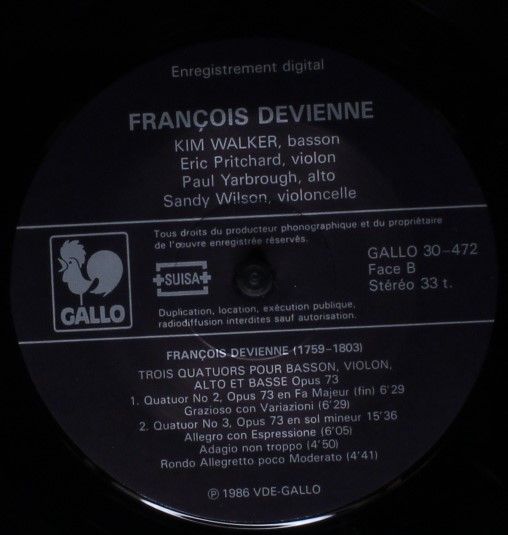 Enregistrement digital
FRANÇOIS DEVIENNE
KIM WALKER, basson
Eric Pritchard, violon
Paul Yarbrough, alto
Sandy Wilson, violoncelle
Tous droits du producteur phonographique et du propriétaire
de l'œuvre enregistrée réservés.
GALLO
SUISA
GALLO 30-472
Face B
Stéréo 33 t.
Duplication, location, exécution publique,
radiodiffusion interdites sauf autorisation.
FRANÇOIS DEVIENNE (1759-1803)
TROIS QUATUORS POUR BASSON, VIOLON,
ALTO ET BASSE Opus 73
1. Quatuor No 2, Opus 73 en Fa Majeur (fin) 6'29
Grazioso con Variazioni (6'29)
2. Quatuor No 3, Opus 73 en sol mineur 15'36
Allegro con Espressione (6'05)
Adagio non troppo (4'50)
Rondo Allegretto poco Moderato (4'41)
℗ 1986 VDE-GALLO